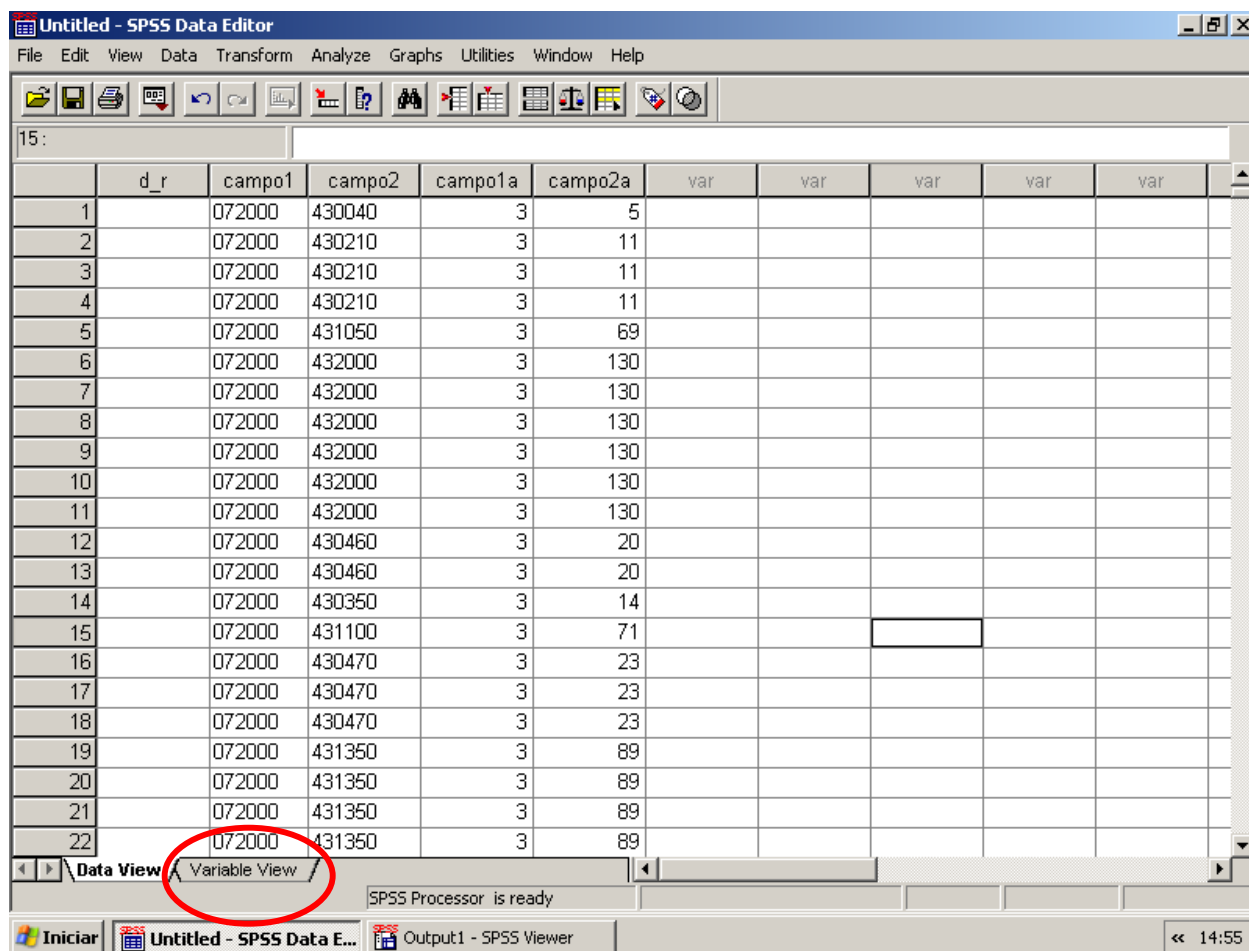 Untitled - SPSS Data Editor
File Edit View Data Transform Analyze Graphs Utilities Window Help
15 :
d_r campo1 campo2 campo1a campo2a var var var var var
1 072000 430040 3 5
2 072000 430210 3 11
3 072000 430210 3 11
4 072000 430210 3 11
5 072000 431050 3 69
6 072000 432000 3 130
7 072000 432000 3 130
8 072000 432000 3 130
9 072000 432000 3 130
10 072000 432000 3 130
11 072000 432000 3 130
12 072000 430460 3 20
13 072000 430460 3 20
14 072000 430350 3 14
15 072000 431100 3 71
16 072000 430470 3 23
17 072000 430470 3 23
18 072000 430470 3 23
19 072000 431350 3 89
20 072000 431350 3 89
21 072000 431350 3 89
22 072000 431350 3 89
Data View Variable View
SPSS Processor is ready
Iniciar Untitled - SPSS Data E... Output1 - SPSS Viewer « 14:55